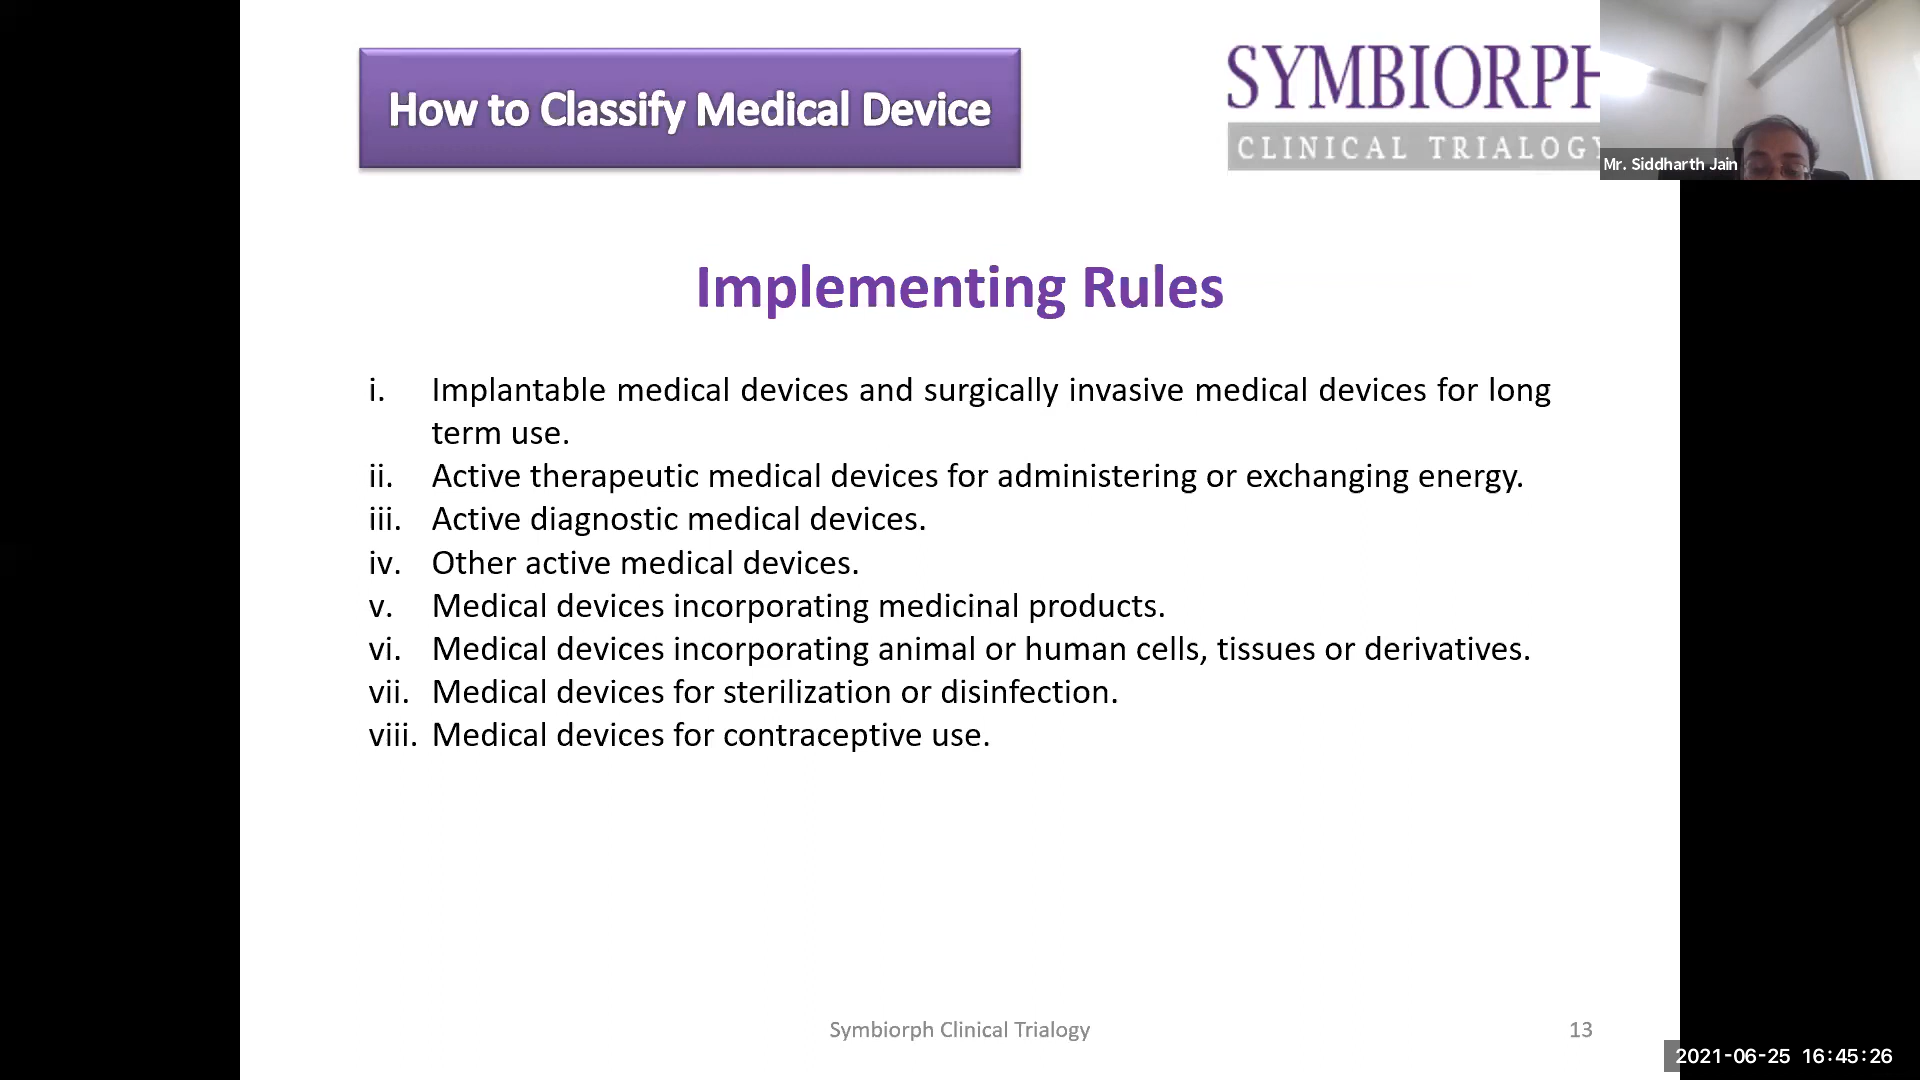 How to Classify Medical Device
SYMBIORPH
CLINICAL TRIALOGY
Mr. Siddharth Jain
Implementing Rules
i. Implantable medical devices and surgically invasive medical devices for long
term use.
ii. Active therapeutic medical devices for administering or exchanging energy.
iii. Active diagnostic medical devices.
iv. Other active medical devices.
v. Medical devices incorporating medicinal products.
vi. Medical devices incorporating animal or human cells, tissues or derivatives.
vii. Medical devices for sterilization or disinfection.
viii. Medical devices for contraceptive use.
Symbiorph Clinical Trialogy
13
2021-06-25 16:45:26